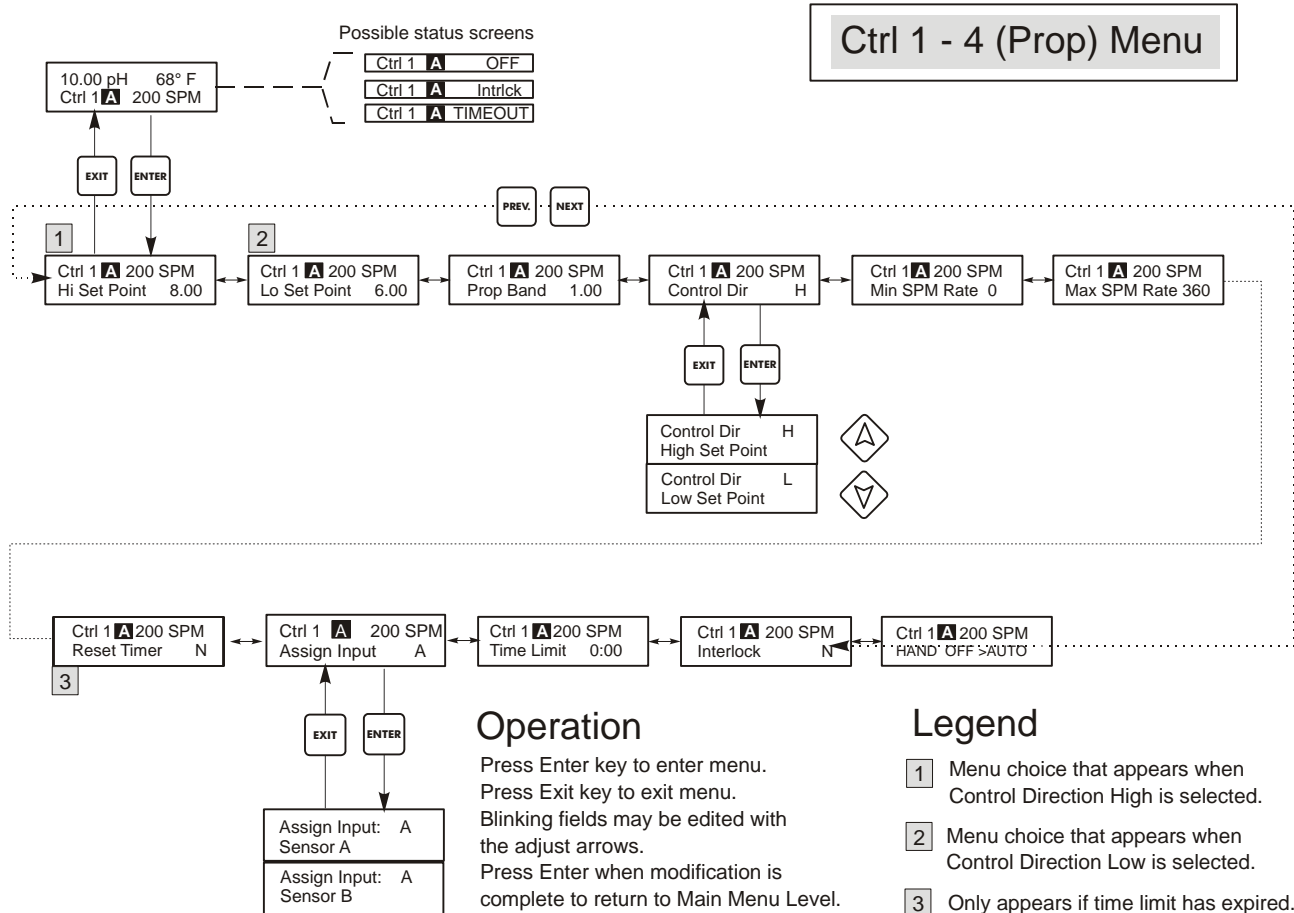 Ctrl 1 - 4 (Prop) Menu
Possible status screens
Ctrl 1 A OFF
Ctrl 1 A Intrlck
Ctrl 1 A TIMEOUT
10.00 pH 68° F
Ctrl 1 A 200 SPM
EXIT
ENTER
PREV.
NEXT
1
2
Ctrl 1 A 200 SPM
Hi Set Point 8.00
Ctrl 1 A 200 SPM
Lo Set Point 6.00
Ctrl 1 A 200 SPM
Prop Band 1.00
Ctrl 1 A 200 SPM
Control Dir H
Ctrl 1 A 200 SPM
Min SPM Rate 0
Ctrl 1 A 200 SPM
Max SPM Rate 360
EXIT
ENTER
Control Dir H
High Set Point
Control Dir L
Low Set Point
Ctrl 1 A 200 SPM
Reset Timer N
3
Ctrl 1 A 200 SPM
Assign Input A
Ctrl 1 A 200 SPM
Time Limit 0:00
Ctrl 1 A 200 SPM
Interlock N
Ctrl 1 A 200 SPM
HAND OFF >AUTO
EXIT
ENTER
Assign Input: A
Sensor A
Assign Input: A
Sensor B
Operation
Press Enter key to enter menu.
Press Exit key to exit menu.
Blinking fields may be edited with
the adjust arrows.
Press Enter when modification is
complete to return to Main Menu Level.
Legend
1 Menu choice that appears when
Control Direction High is selected.
2 Menu choice that appears when
Control Direction Low is selected.
3 Only appears if time limit has expired.